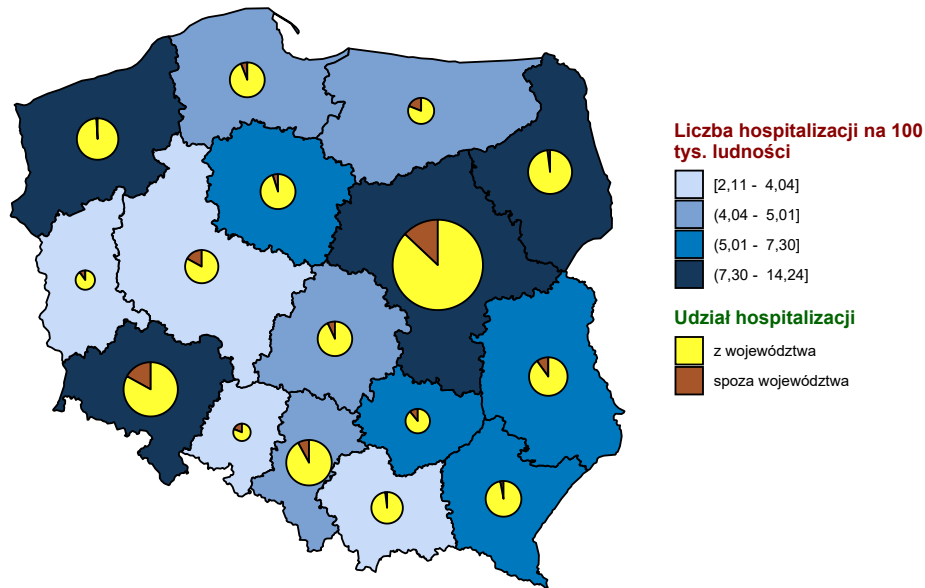 Liczba hospitalizacji na 100
tys. ludności
[2,11 - 4,04]
(4,04 - 5,01]
(5,01 - 7,30]
(7,30 - 14,24]
Udział hospitalizacji
z województwa
spoza województwa